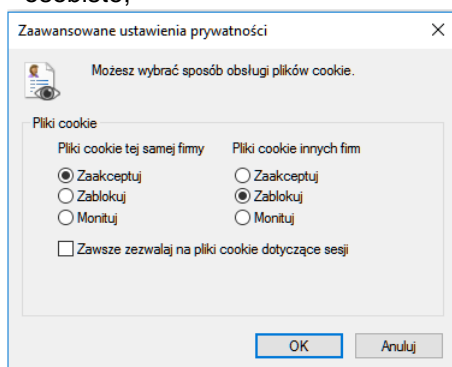 Zaawansowane ustawienia prywatności
Możesz wybrać sposób obsługi plików cookie.
Pliki cookie
Pliki cookie tej samej firmy Pliki cookie innych firm
Zaakceptuj Zaakceptuj
Zablokuj Zablokuj
Monituj Monituj
Zawsze zezwalaj na pliki cookie dotyczące sesji
OK Anuluj